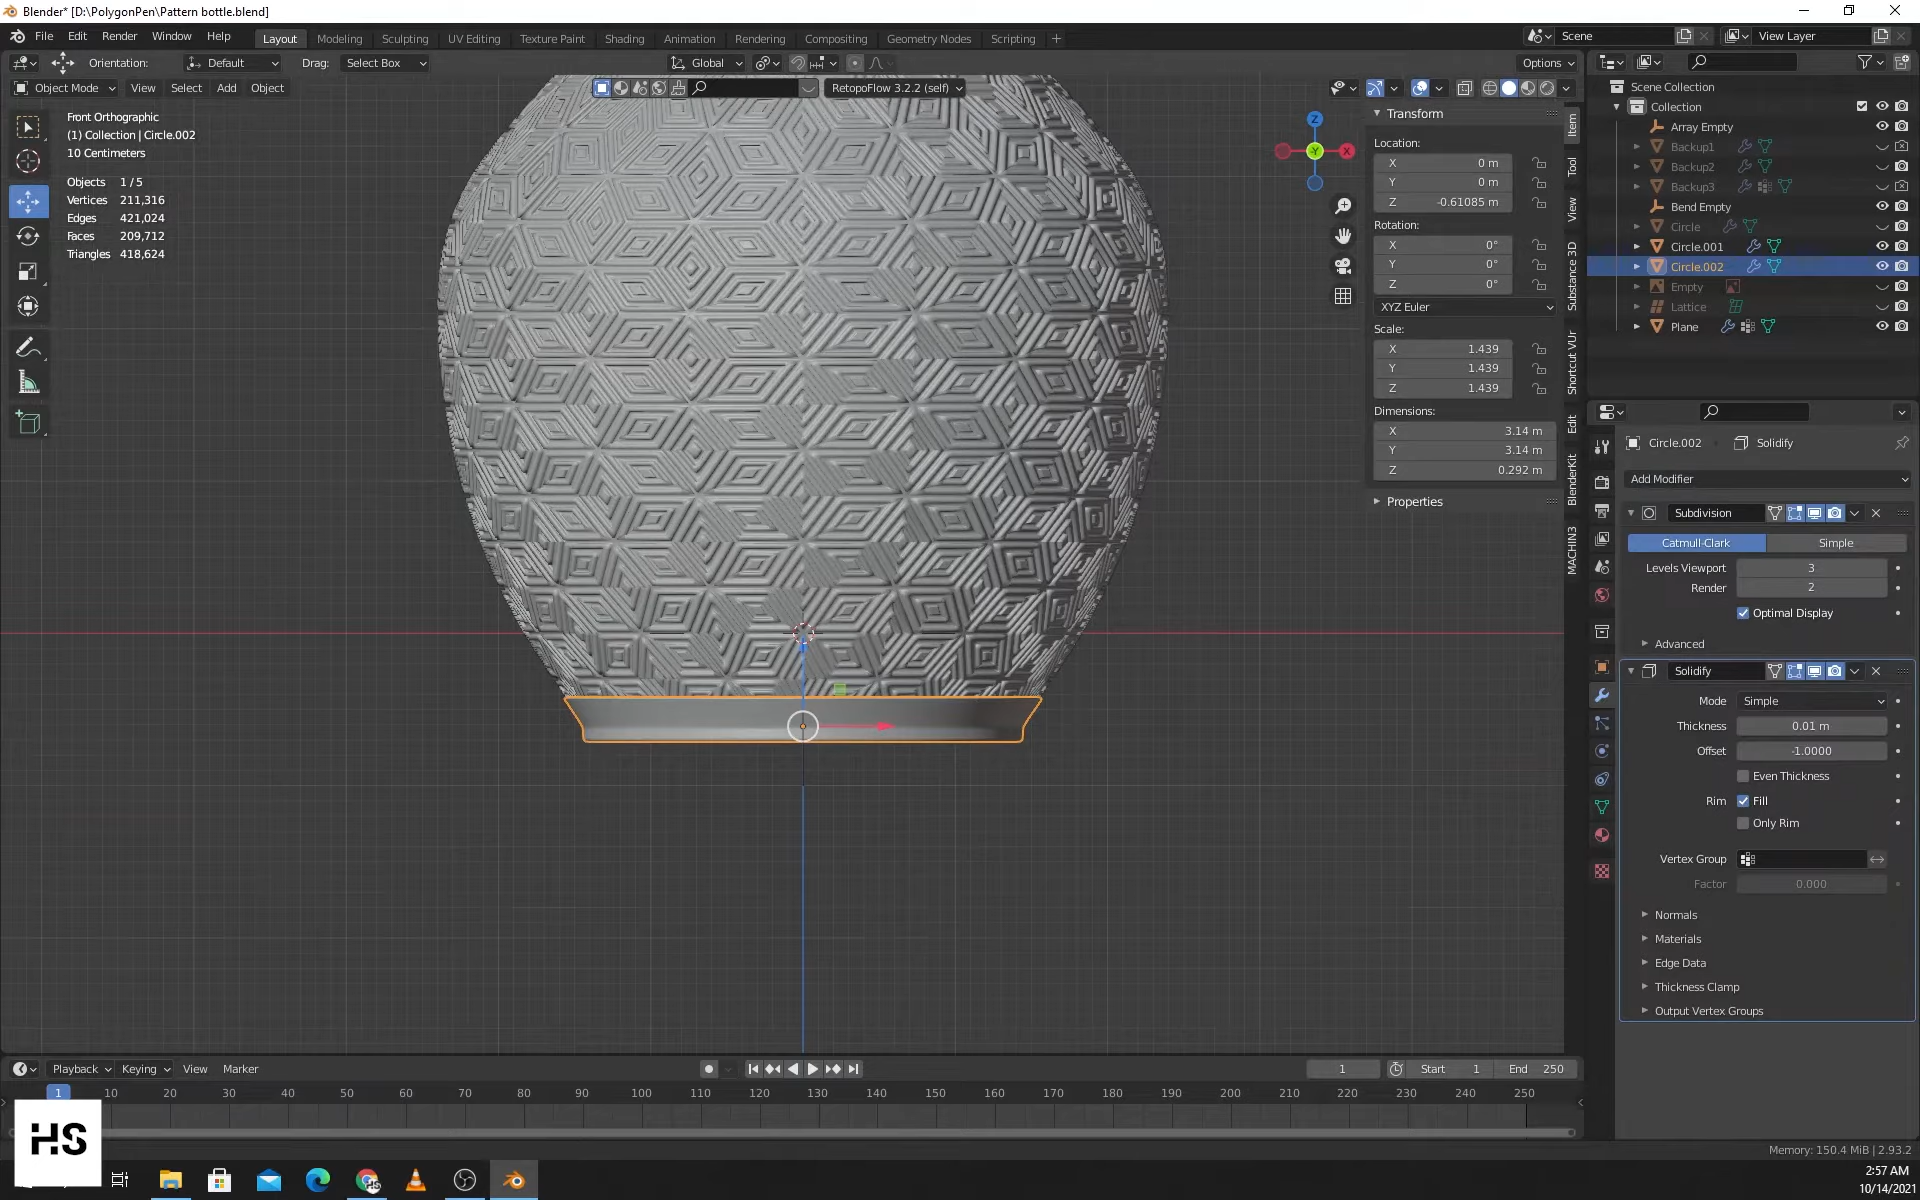 Blender* [D:\PolygonPen\Pattern bottle.blend]
File Edit Render Window Help Layout Modeling Sculpting UV Editing Texture Paint Shading Animation Rendering Compositing Geometry Nodes Scripting + Scene View Layer
Orientation: Default Drag: Select Box Global Options
Object Mode View Select Add Object RetopoFlow 3.2.2 (self)
Front Orthographic
(1) Collection | Circle.002
10 Centimeters
Objects 1 / 5
Vertices 211,316
Edges 421,024
Faces 209,712
Triangles 418,624
Z
Y
X
Transform
Location:
X 0 m
Y 0 m
Z -0.61085 m
Rotation:
X 0°
Y 0°
Z 0°
XYZ Euler
Scale:
X 1.439
Y 1.439
Z 1.439
Dimensions:
X 3.14 m
Y 3.14 m
Z 0.292 m
Properties
Item
Tool
View
Substance 3D
Shortcut VUr
Edit
BlenderKit
MACHIN3
Scene Collection
Collection
Array Empty
Backup1
Backup2
Backup3
Bend Empty
Circle
Circle.001
Circle.002
Empty
Lattice
Plane
Circle.002 Solidify
Add Modifier
Subdivision
Catmull-Clark Simple
Levels Viewport 3
Render 2
Optimal Display
Advanced
Solidify
Mode Simple
Thickness 0.01 m
Offset -1.0000
Even Thickness
Rim Fill
Only Rim
Vertex Group
Factor 0.000
Normals
Materials
Edge Data
Thickness Clamp
Output Vertex Groups
Playback Keying View Marker 1 Start 1 End 250
1 10 20 30 40 50 60 70 80 90 100 110 120 130 140 150 160 170 180 190 200 210 220 230 240 250
HS
Memory: 150.4 MiB | 2.93.2
2:57 AM
10/14/2021